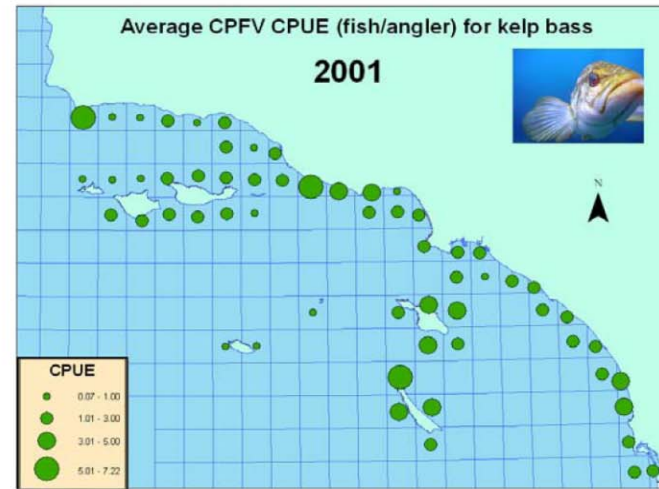 Average CPFV CPUE (fish/angler) for kelp bass
2001
N
CPUE
0.07 - 1.00
1.01 - 3.00
3.01 - 5.00
5.01 - 7.22